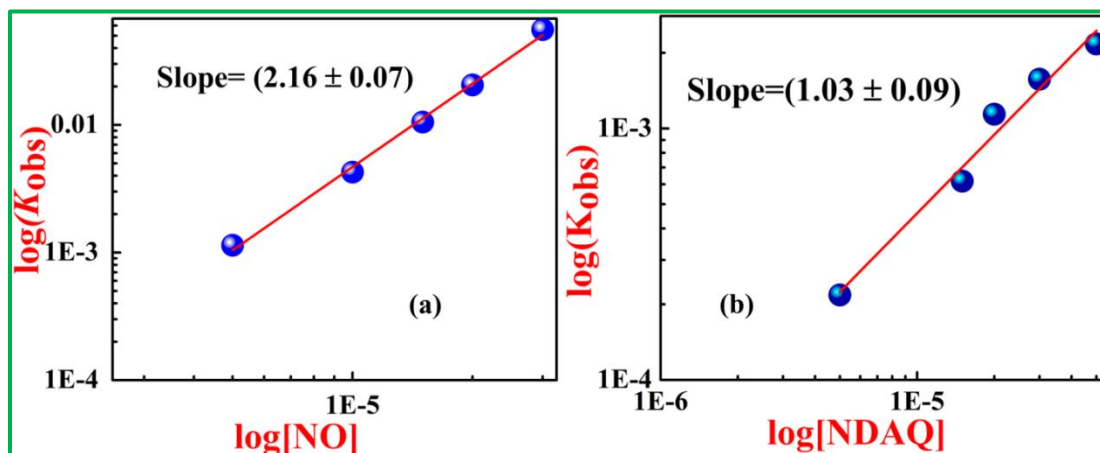 Slope= (2.16 ± 0.07)
0.01
1E-3
1E-4
log(Kobs)
(a)
1E-5
log[NO]
Slope=(1.03 ± 0.09)
1E-3
1E-4
log(Kobs)
(b)
1E-6
1E-5
log[NDAQ]